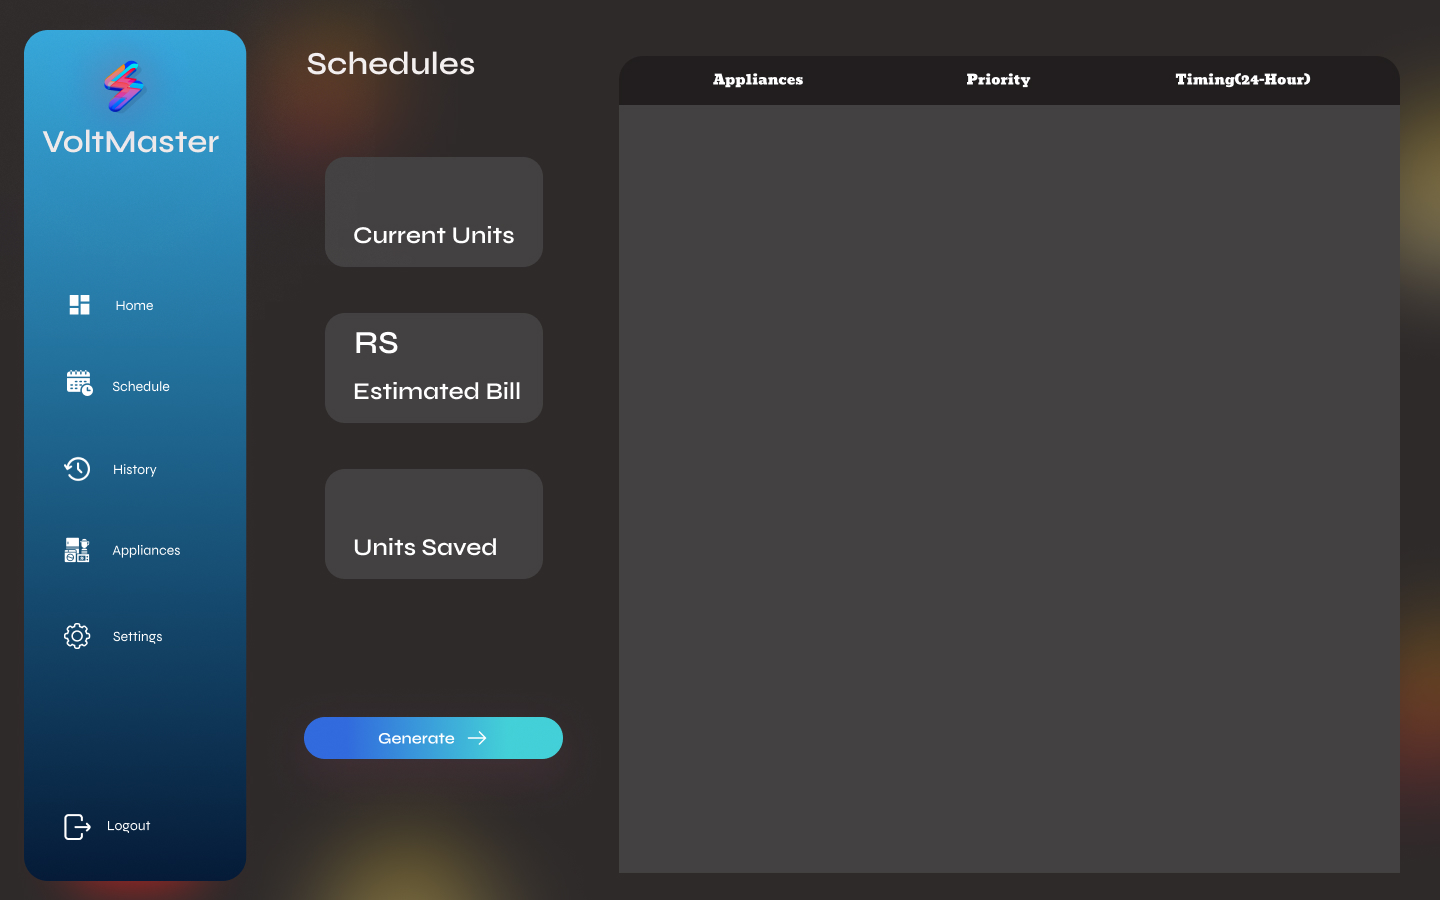 VoltMaster
Home
Schedule
History
Appliances
Settings
Logout
Schedules
Current Units
RS
Estimated Bill
Units Saved
Generate
Appliances Priority Timing(24-Hour)